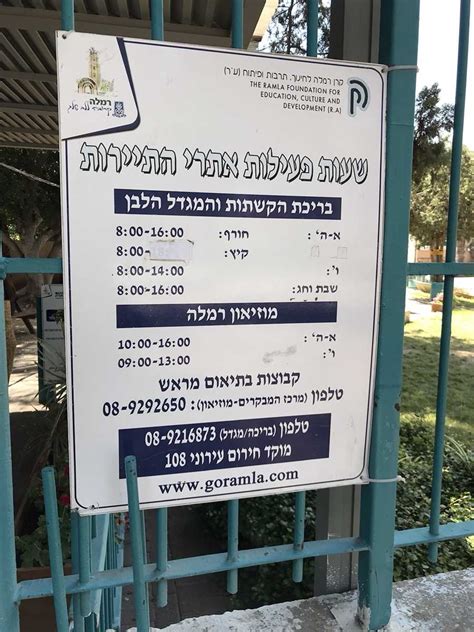 רמלה
קרן רמלה לחינוך, תרבות ופיתוח (ע״ר)
THE RAMLA FOUNDATION FOR
EDUCATION, CULTURE AND
DEVELOPMENT (R.A)
שעות פעילות אתרי התיירות
בריכת הקשתות והמגדל הלבן
א-ה': חורף: 8:00-16:00
קיץ: 8:00-
ו': 8:00-14:00
שבת וחג: 8:00-16:00
מוזיאון רמלה
א-ה': 10:00-16:00
ו': 09:00-13:00
קבוצות בתיאום מראש
טלפון (מרכז המבקרים-מוזיאון): 08-9292650
טלפון (בריכה/מגדל) 08-9216873
מוקד חירום עירוני 108
www.goramla.com